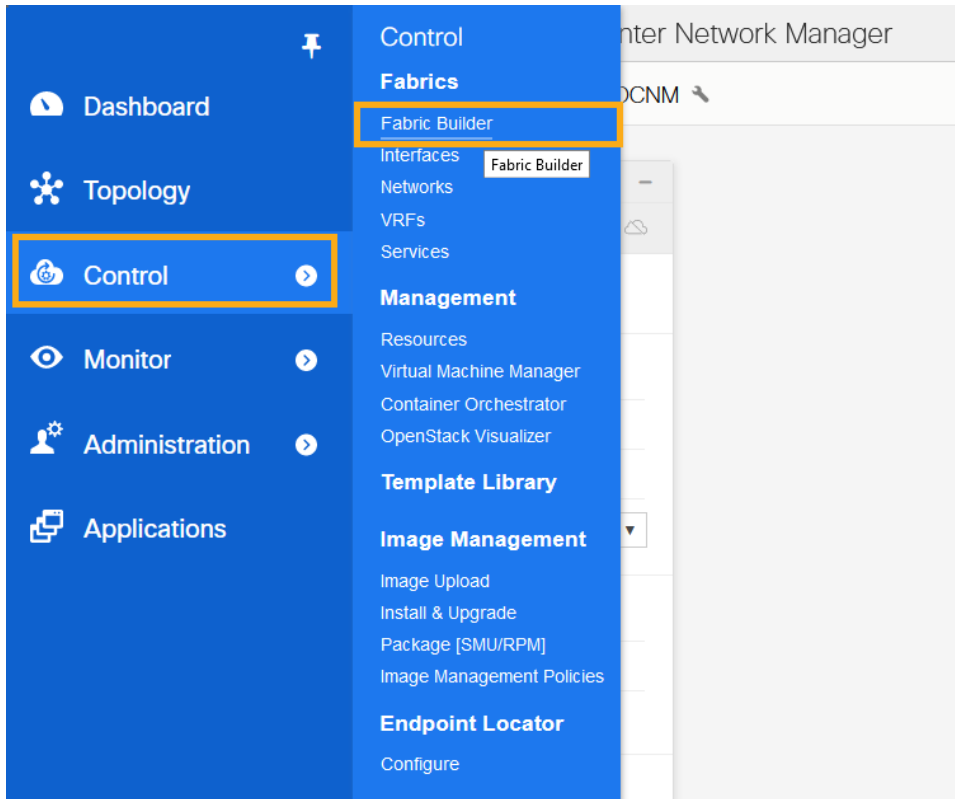 Dashboard
Topology
Control
Monitor
Administration
Applications
Control
Fabrics
Fabric Builder
Interfaces
Fabric Builder
Networks
VRFs
Services
Management
Resources
Virtual Machine Manager
Container Orchestrator
OpenStack Visualizer
Template Library
Image Management
Image Upload
Install & Upgrade
Package [SMU/RPM]
Image Management Policies
Endpoint Locator
Configure
nter Network Manager
DCNM